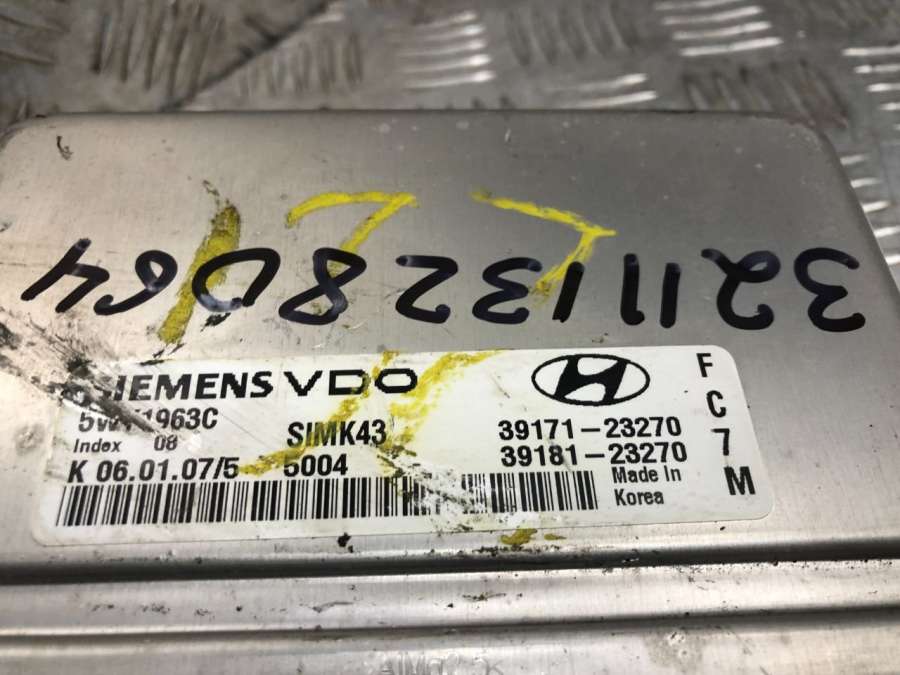 SIEMENS VDO
5WY1963C
Index 08 SIMK43
K 06.01.07/5 5004
39171-23270
39181-23270
Made In
Korea
F
C
7
M